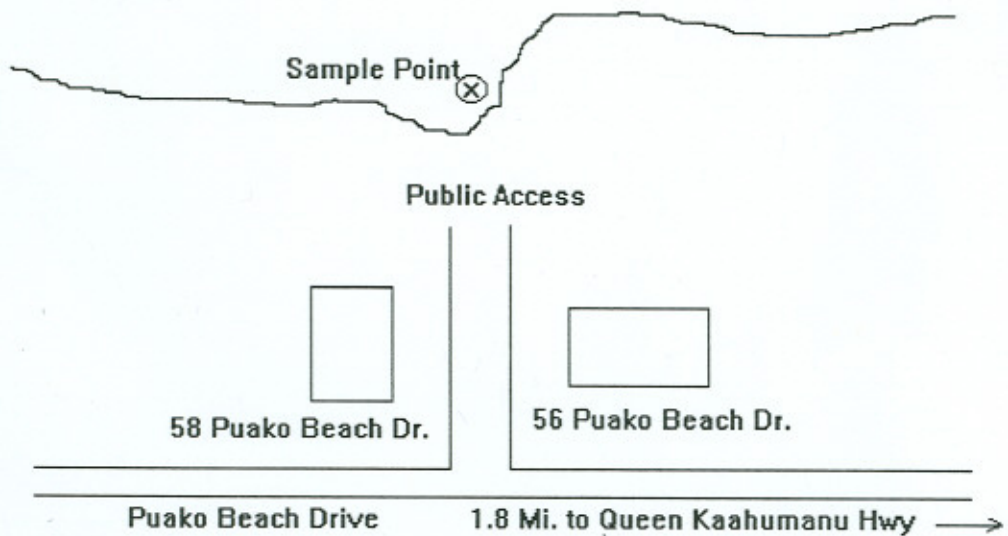 Sample Point
Public Access
58 Puako Beach Dr.
56 Puako Beach Dr.
Puako Beach Drive
1.8 Mi. to Queen Kaahumanu Hwy